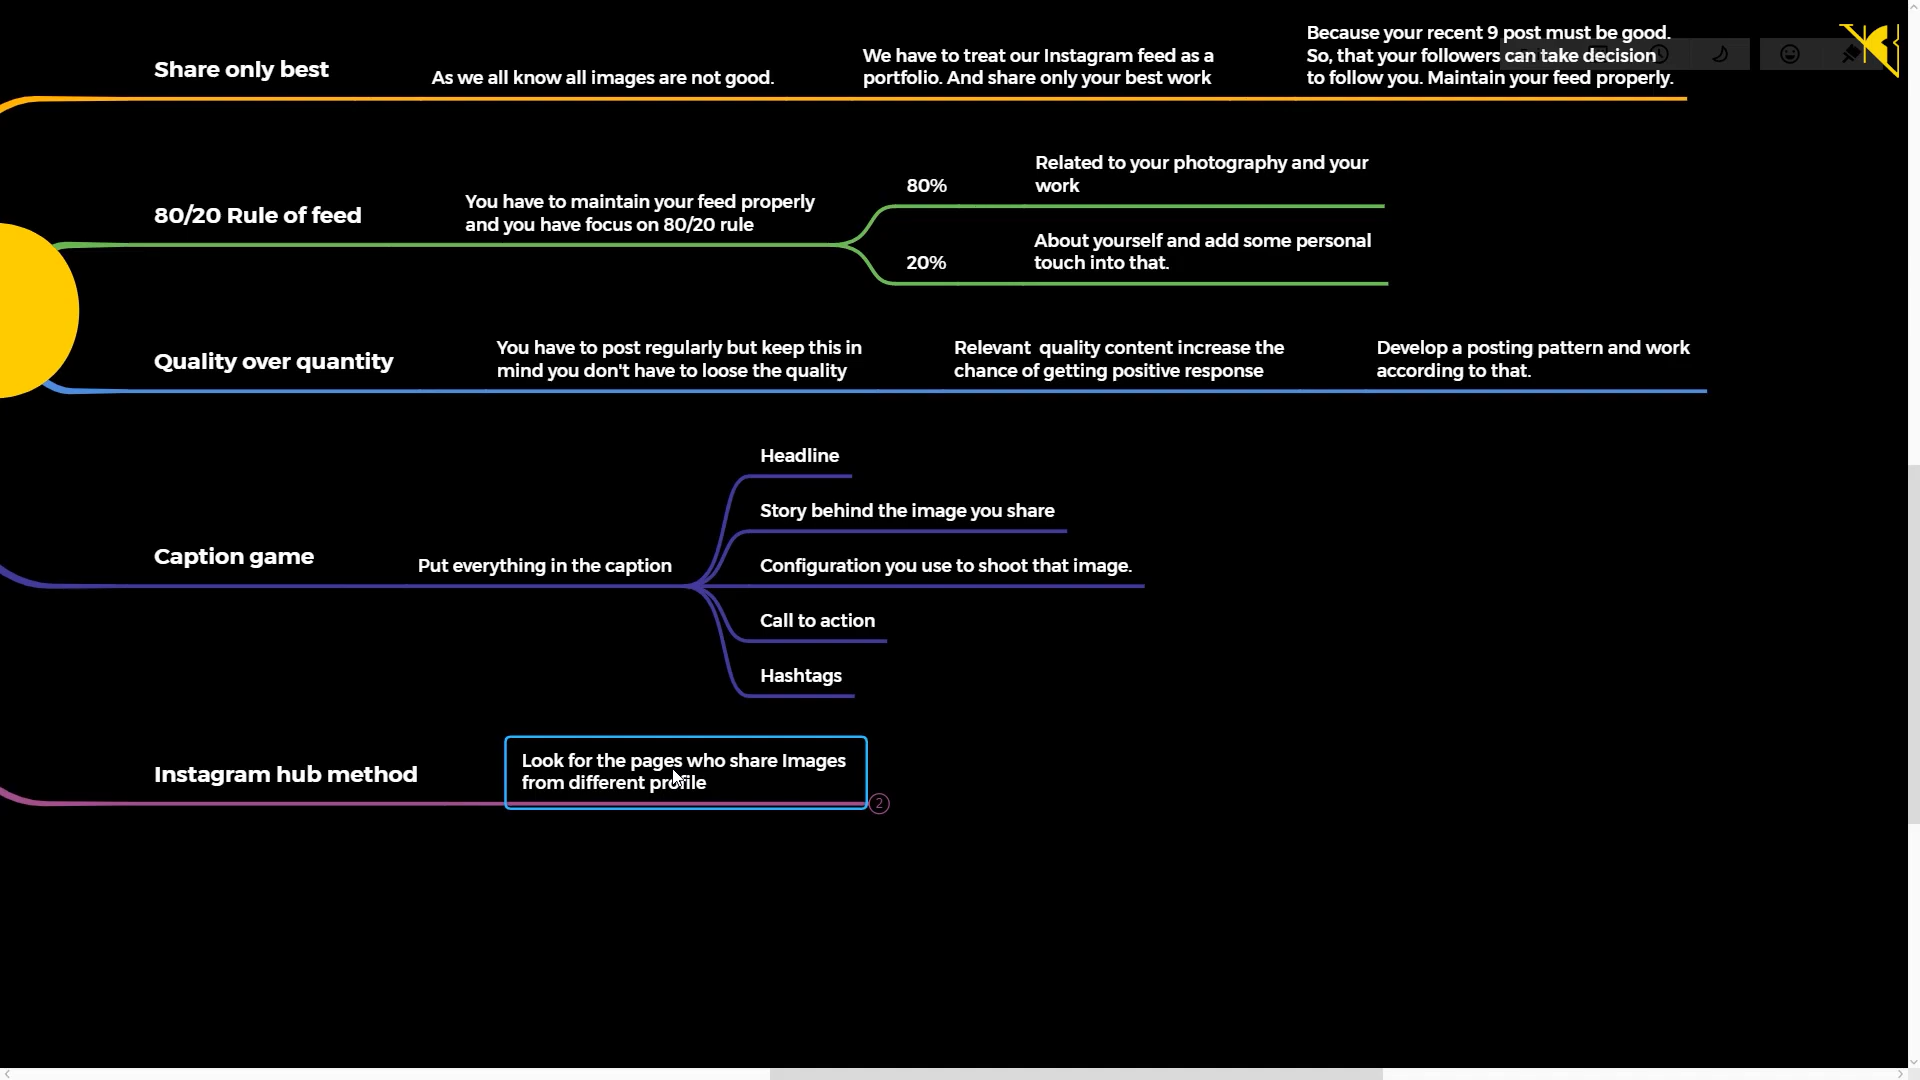 Share only best
As we all know all images are not good.
We have to treat our Instagram feed as a
portfolio. And share only your best work
Because your recent 9 post must be good.
So, that your followers can take decision
to follow you. Maintain your feed properly.
80/20 Rule of feed
You have to maintain your feed properly
and you have focus on 80/20 rule
80%
Related to your photography and your
work
20%
About yourself and add some personal
touch into that.
Quality over quantity
You have to post regularly but keep this in
mind you don't have to loose the quality
Relevant  quality content increase the
chance of getting positive response
Develop a posting pattern and work
according to that.
Caption game
Put everything in the caption
Headline
Story behind the image you share
Configuration you use to shoot that image.
Call to action
Hashtags
Instagram hub method
Look for the pages who share Images
from different profile
2